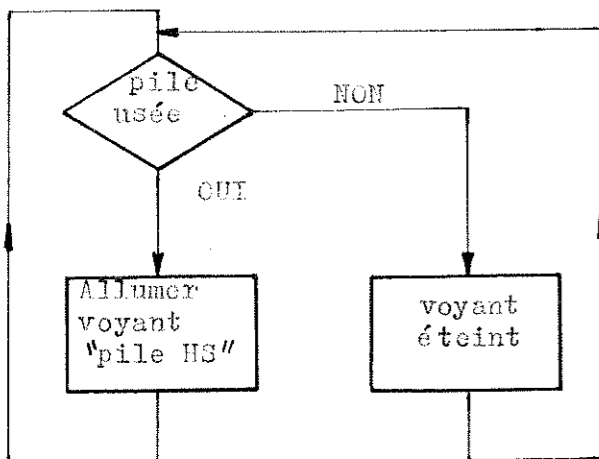 pile
usée
NON
OUI
Allumer
voyant
"pile HS"
voyant
éteint